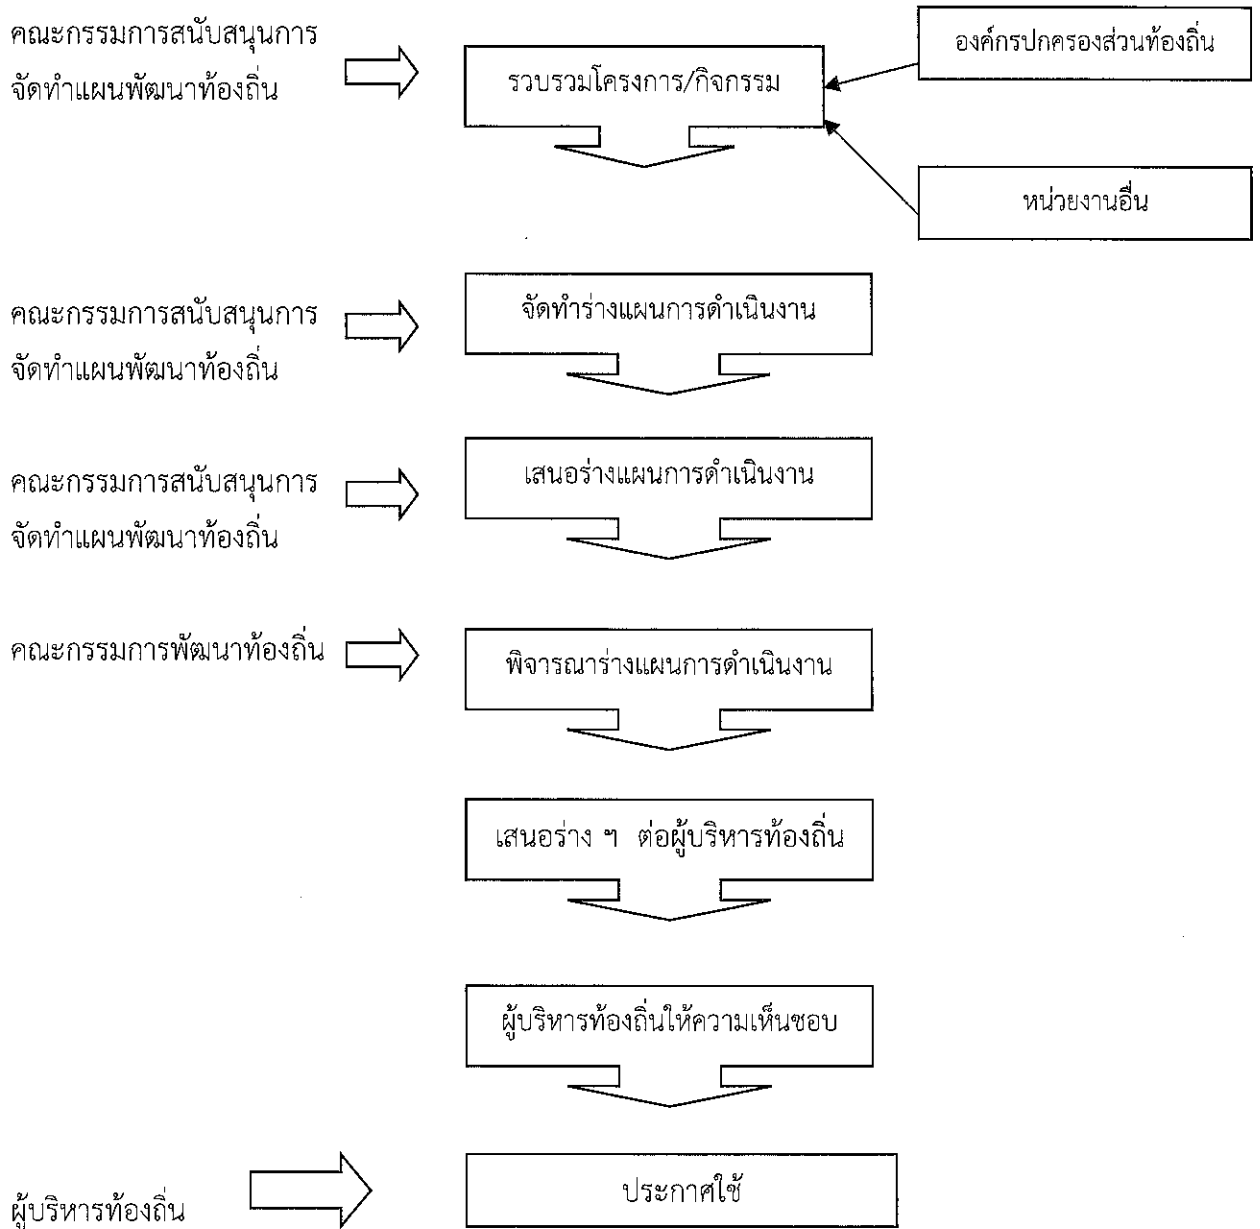 คณะกรรมการสนับสนุนการ
จัดทำแผนพัฒนาท้องถิ่น
รวบรวมโครงการ/กิจกรรม
องค์กรปกครองส่วนท้องถิ่น
หน่วยงานอื่น
คณะกรรมการสนับสนุนการ
จัดทำแผนพัฒนาท้องถิ่น
จัดทำร่างแผนการดำเนินงาน
คณะกรรมการสนับสนุนการ
จัดทำแผนพัฒนาท้องถิ่น
เสนอร่างแผนการดำเนินงาน
คณะกรรมการพัฒนาท้องถิ่น
พิจารณาร่างแผนการดำเนินงาน
เสนอร่าง ฯ ต่อผู้บริหารท้องถิ่น
ผู้บริหารท้องถิ่นให้ความเห็นชอบ
ผู้บริหารท้องถิ่น
ประกาศใช้